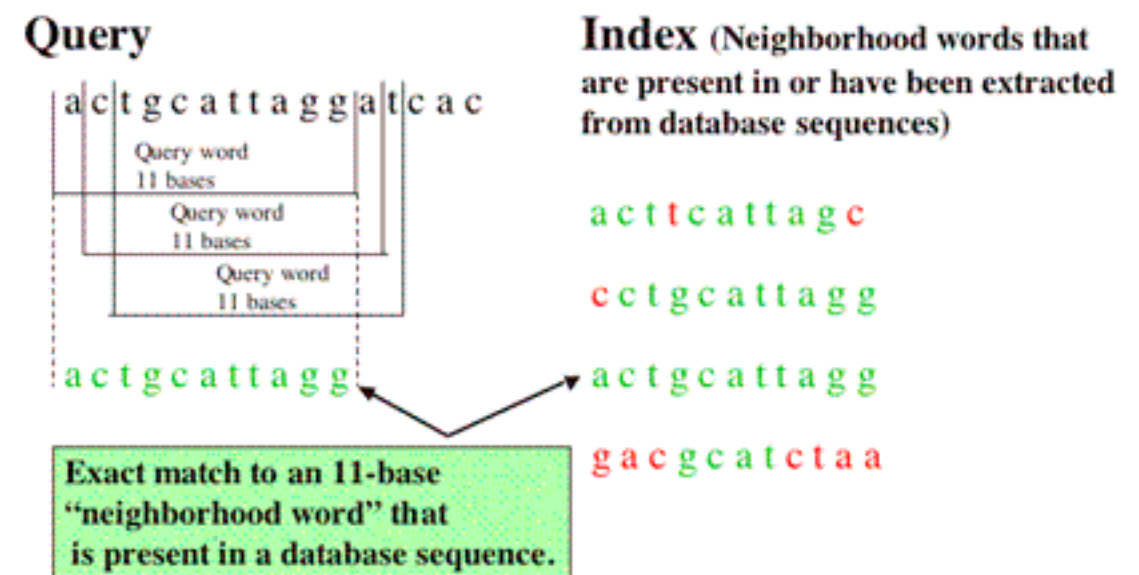 Query
a c t g c a t t a g g a t c a c
Query word
11 bases
Query word
11 bases
Query word
11 bases
a c t g c a t t a g g
Exact match to an 11-base
“neighborhood word” that
is present in a database sequence.
Index (Neighborhood words that
are present in or have been extracted
from database sequences)
a c t t c a t t a g c
c c t g c a t t a g g
a c t g c a t t a g g
g a c g c a t c t a a